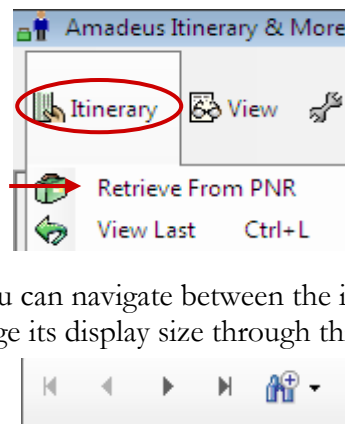 Amadeus Itinerary & More
Itinerary View
Retrieve From PNR
View Last Ctrl+L
u can navigate between the i
ge its display size through th